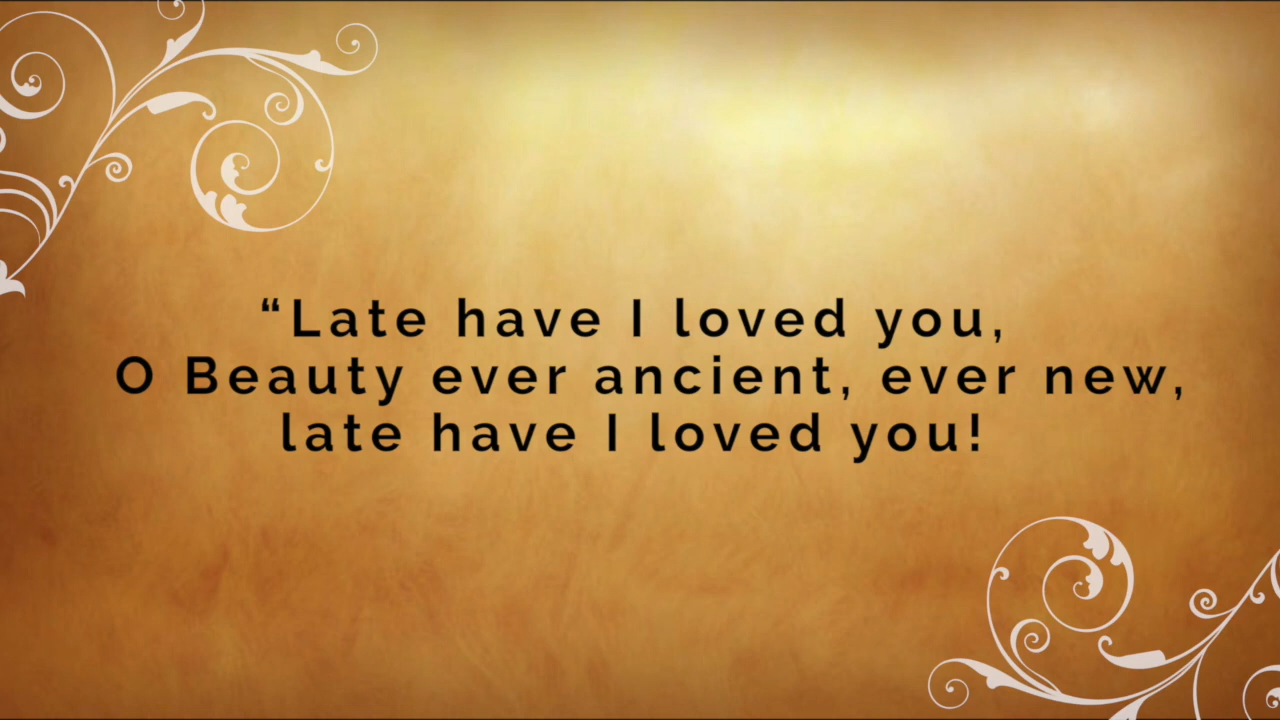 “Late have I loved you,
O Beauty ever ancient, ever new,
late have I loved you!